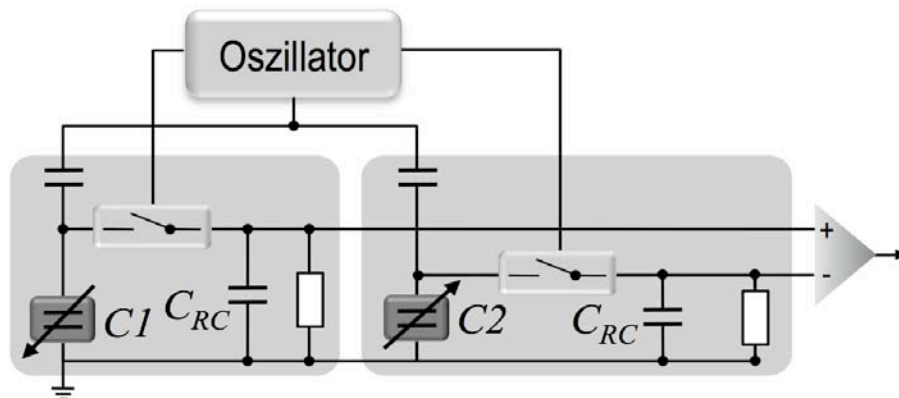 Oszillator
+
-
C1
C_RC
C2
C_RC